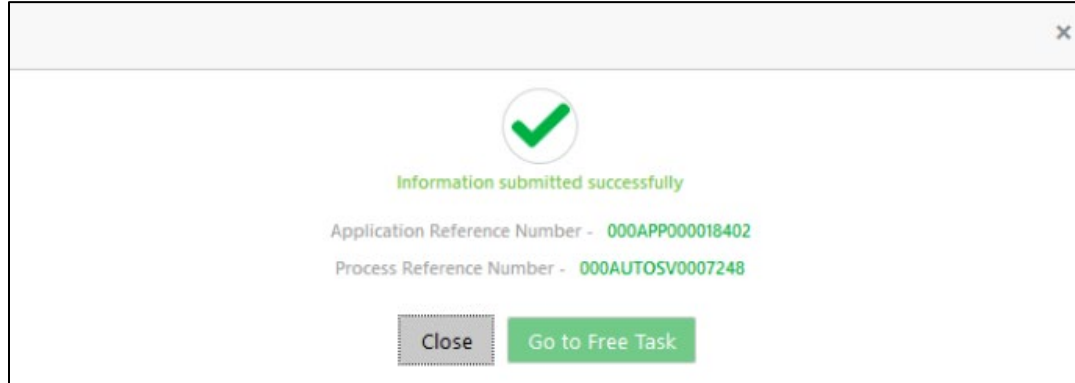 Information submitted successfully
Application Reference Number - 000APP000018402
Process Reference Number - 000AUTOSV0007248
Close Go to Free Task